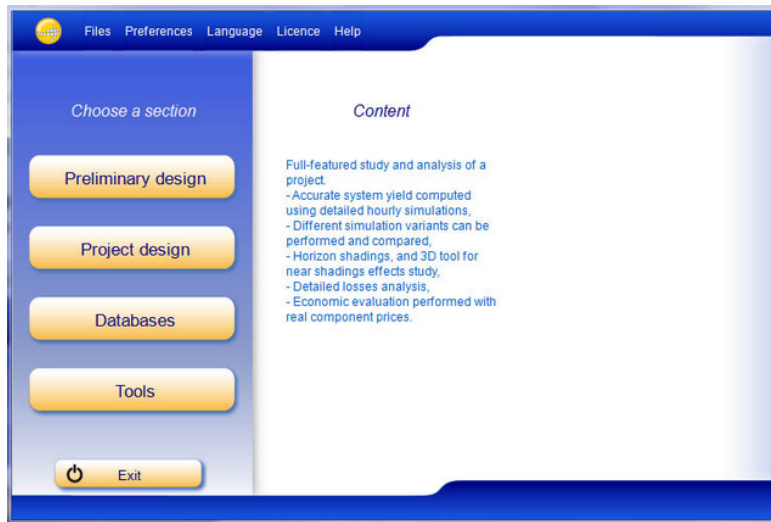 Files Preferences Language Licence Help
Choose a section
Preliminary design
Project design
Databases
Tools
Exit
Content
Full-featured study and analysis of a
project.
- Accurate system yield computed
using detailed hourly simulations,
- Different simulation variants can be
performed and compared,
- Horizon shadings, and 3D tool for
near shadings effects study,
- Detailed losses analysis,
- Economic evaluation performed with
real component prices.